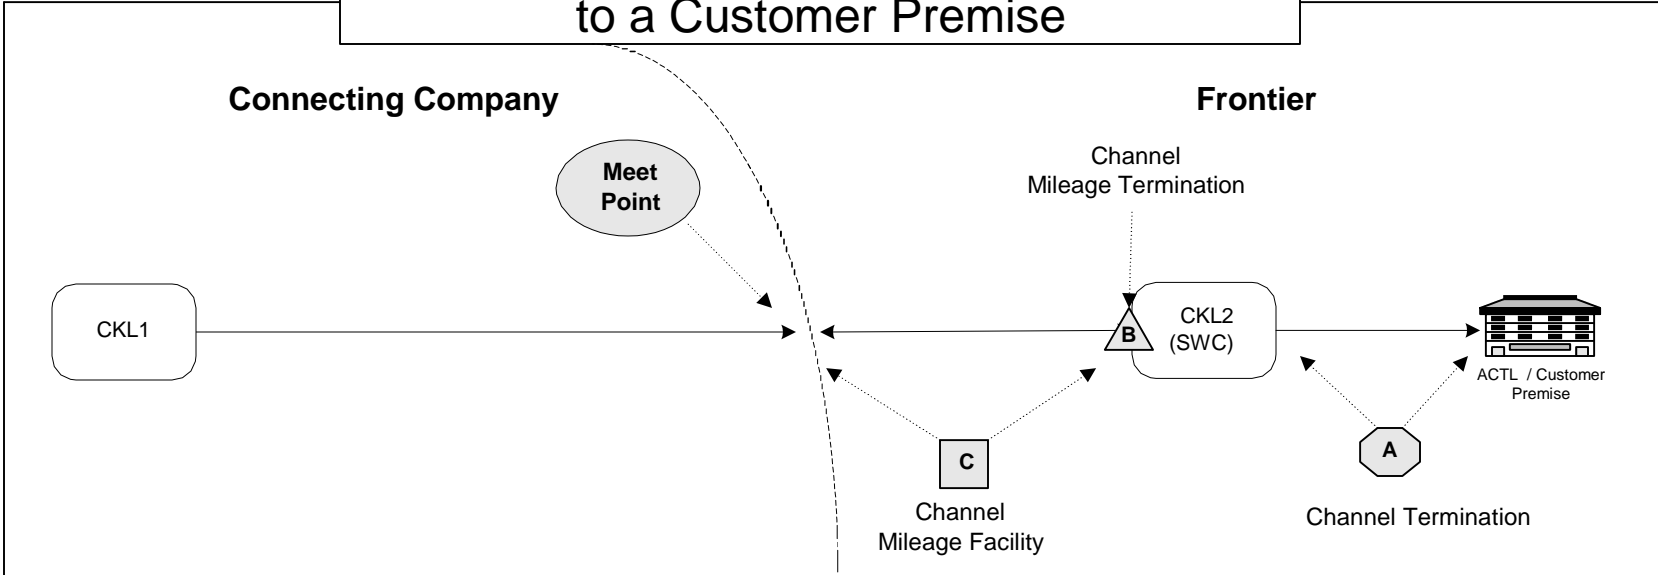 to a Customer Premise
Connecting Company
Frontier
Meet
Point
Channel
Mileage Termination
CKL1
B
CKL2
(SWC)
ACTL / Customer
Premise
C
Channel
Mileage Facility
A
Channel Termination